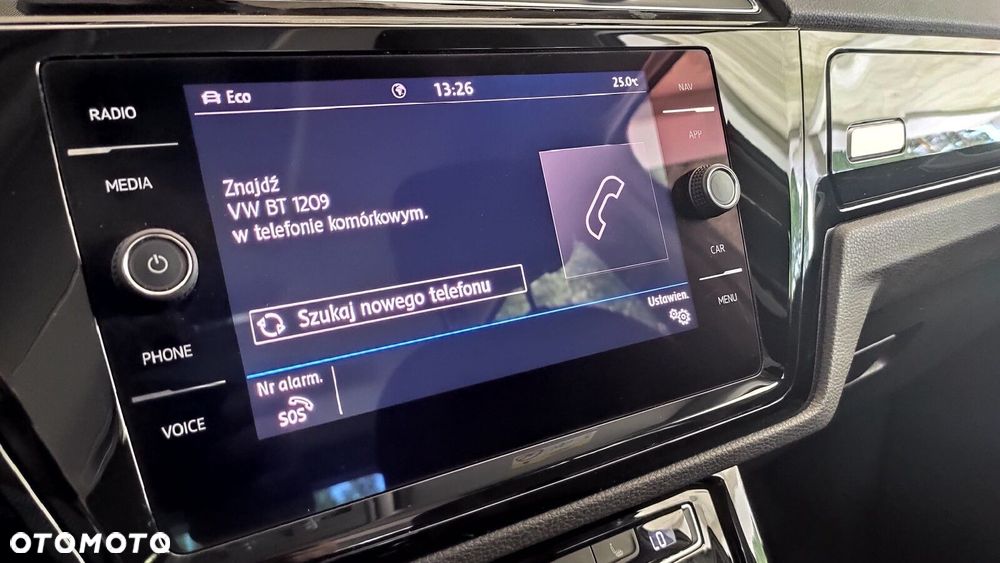 RADIO
MEDIA
PHONE
VOICE
Eco
13:26
25.0°C
Znajdź
VW BT 1209
w telefonie komórkowym.
Szukaj nowego telefonu
Ustawien.
Nr alarm.
SOS
NAV
APP
CAR
MENU
LO
OTOMOTO